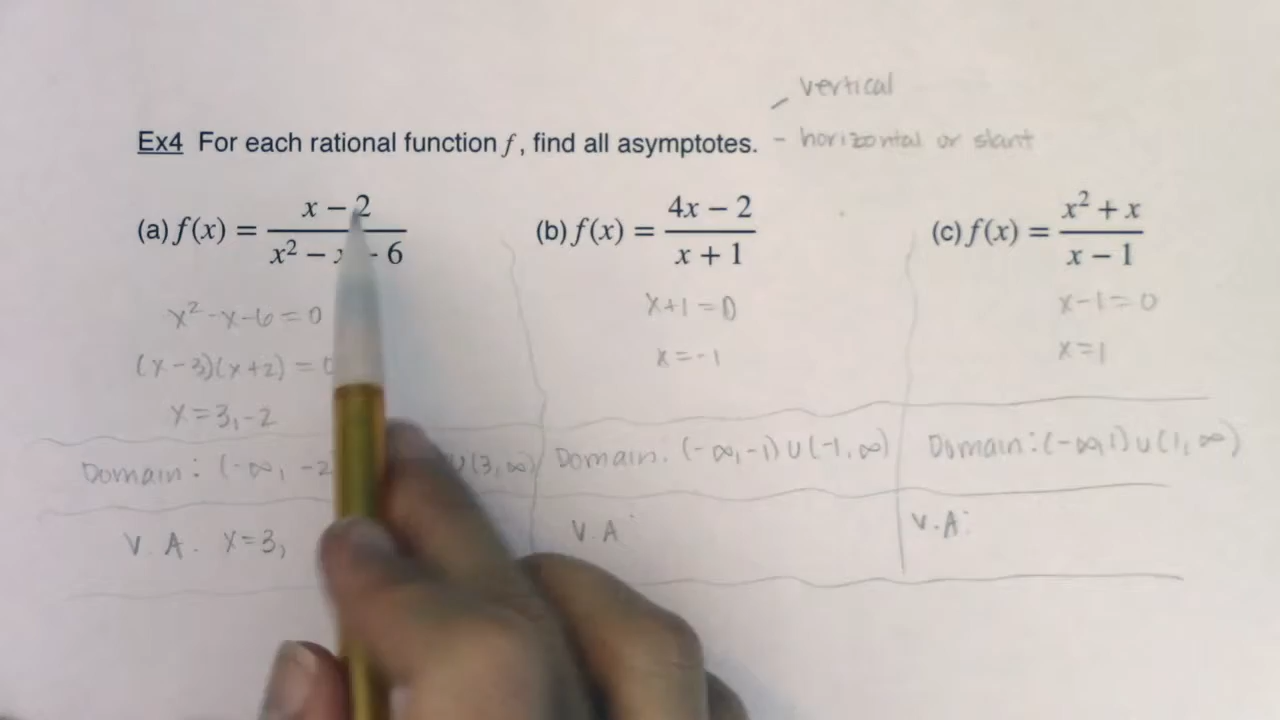 vertical
Ex4 For each rational function f, find all asymptotes. - horizontal or slant
(a) f(x) = (x − 2)/(x² − x - 6)
(b) f(x) = (4x − 2)/(x + 1)
(c) f(x) = (x² + x)/(x − 1)
x²-x-6=0
(x-3)(x+2) = 0
x=3,-2
x+1=0
x=-1
x-1=0
x=1
Domain: (-∞, -2) U(3,∞)
Domain: (-∞,-1)U(-1,∞)
Domain:(-∞,1)U(1,∞)
V.A. x=3,
V.A:
V.A: